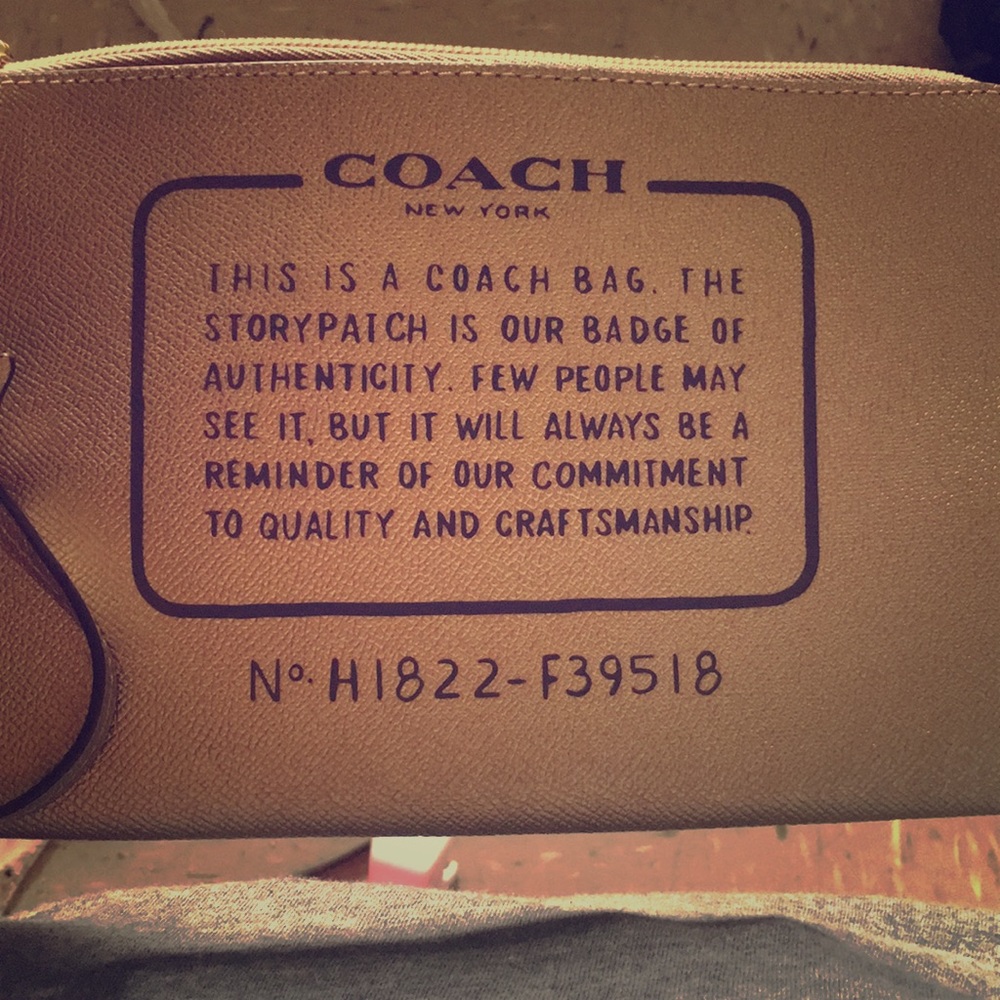 COACH
NEW YORK
THIS IS A COACH BAG. THE
STORYPATCH IS OUR BADGE OF
AUTHENTICITY. FEW PEOPLE MAY
SEE IT, BUT IT WILL ALWAYS BE A
REMINDER OF OUR COMMITMENT
TO QUALITY AND CRAFTSMANSHIP.
Nº. H1822-F39518